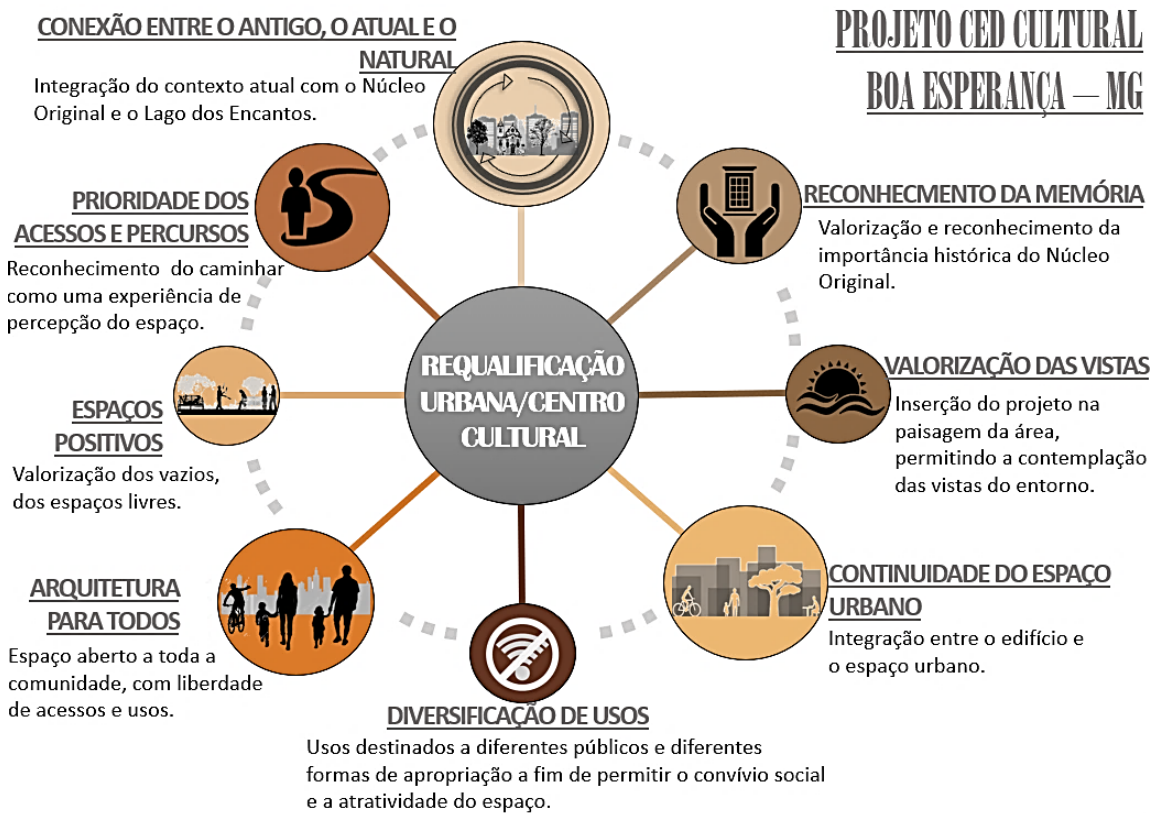 PROJETO CED CULTURAL
BOA ESPERANÇA — MG
CONEXÃO ENTRE O ANTIGO, O ATUAL E O
NATURAL
Integração do contexto atual com o Núcleo
Original e o Lago dos Encantos.
RECONHECMENTO DA MEMÓRIA
Valorização e reconhecimento da
importância histórica do Núcleo
Original.
VALORIZAÇÃO DAS VISTAS
Inserção do projeto na
paisagem da área,
permitindo a contemplação
das vistas do entorno.
CONTINUIDADE DO ESPAÇO
URBANO
Integração entre o edifício e
o espaço urbano.
DIVERSIFICAÇÃO DE USOS
Usos destinados a diferentes públicos e diferentes
formas de apropriação a fim de permitir o convívio social
e a atratividade do espaço.
ARQUITETURA
PARA TODOS
Espaço aberto a toda a
comunidade, com liberdade
de acessos e usos.
ESPAÇOS
POSITIVOS
Valorização dos vazios,
dos espaços livres.
PRIORIDADE DOS
ACESSOS E PERCURSOS
Reconhecimento do caminhar
como uma experiência de
percepção do espaço.
REQUALIFICAÇÃO
URBANA/CENTRO
CULTURAL